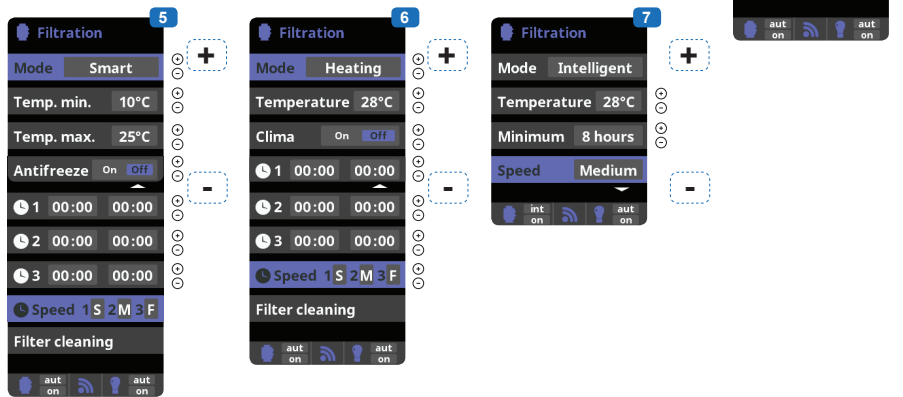 5
Filtration
Mode Smart
Temp. min. 10°C
Temp. max. 25°C
Antifreeze On Off
1 00:00 00:00
2 00:00 00:00
3 00:00 00:00
Speed 1 S 2 M 3 F
Filter cleaning
aut on aut on
+
-
6
Filtration
Mode Heating
Temperature 28°C
Clima On Off
1 00:00 00:00
2 00:00 00:00
3 00:00 00:00
Speed 1 S 2 M 3 F
Filter cleaning
aut on aut on
+
-
7
Filtration
Mode Intelligent
Temperature 28°C
Minimum 8 hours
Speed Medium
int on aut on
+
-
aut on aut on